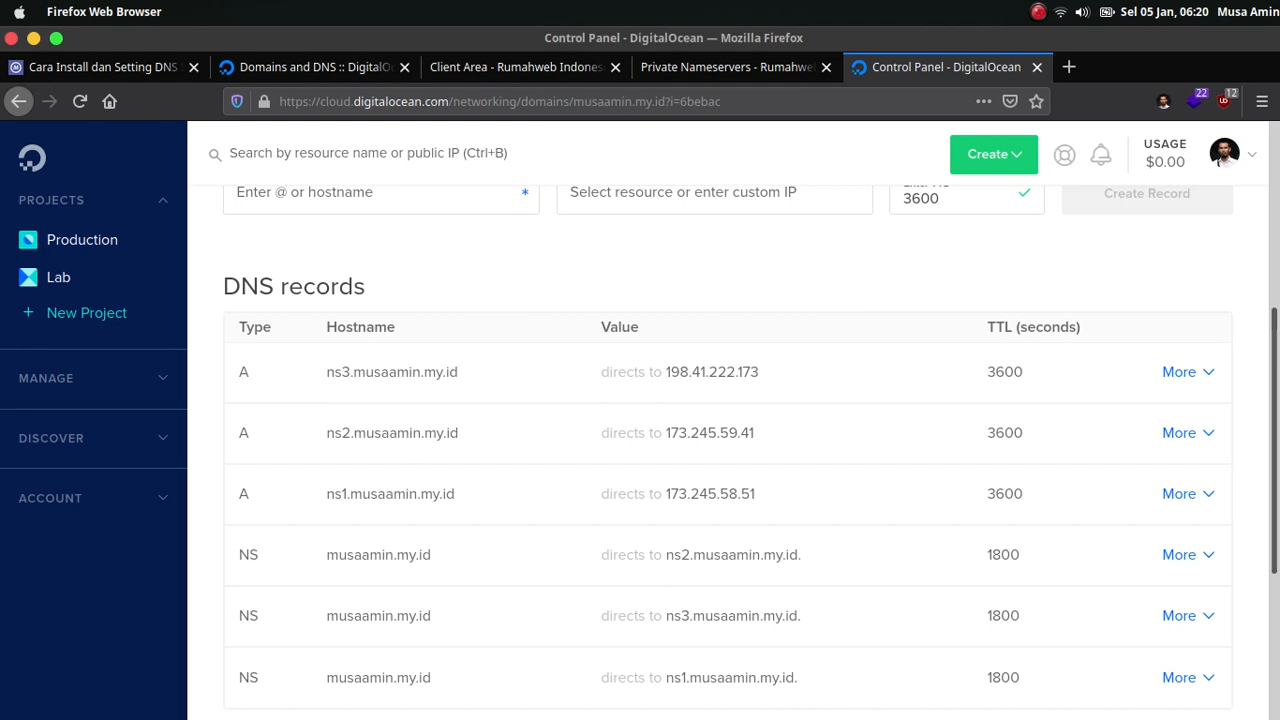 Firefox Web Browser
Sel 05 Jan, 06:20 Musa Amin
Control Panel - DigitalOcean — Mozilla Firefox
Cara Install dan Setting DNS
Domains and DNS :: DigitalO
Client Area - Rumahweb Indones
Private Nameservers - Rumahwe
Control Panel - DigitalOcean
https://cloud.digitalocean.com/networking/domains/musaamin.my.id?i=6bebac
22
12
Search by resource name or public IP (Ctrl+B)
Create
USAGE
$0.00
PROJECTS
Production
Lab
+ New Project
MANAGE
DISCOVER
ACCOUNT
Enter @ or hostname *
Select resource or enter custom IP
3600
Create Record
DNS records
Type Hostname Value TTL (seconds)
A ns3.musaamin.my.id directs to 198.41.222.173 3600 More
A ns2.musaamin.my.id directs to 173.245.59.41 3600 More
A ns1.musaamin.my.id directs to 173.245.58.51 3600 More
NS musaamin.my.id directs to ns2.musaamin.my.id. 1800 More
NS musaamin.my.id directs to ns3.musaamin.my.id. 1800 More
NS musaamin.my.id directs to ns1.musaamin.my.id. 1800 More